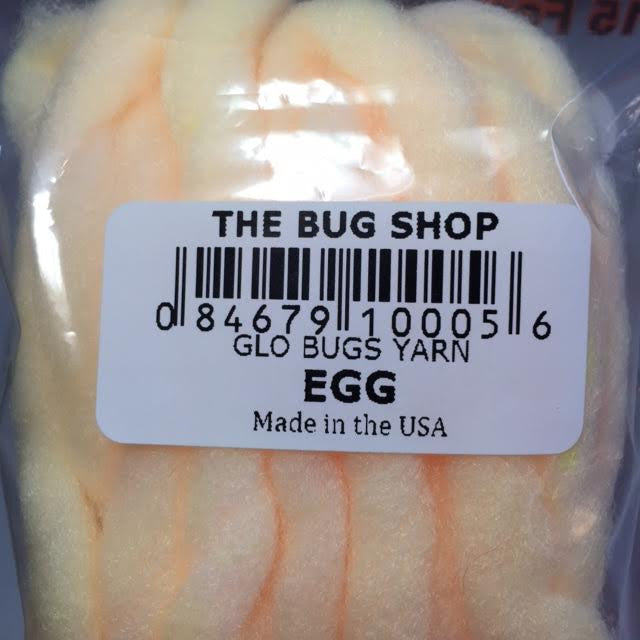 THE BUG SHOP
0 84679 10005 6
GLO BUGS YARN
EGG
Made in the USA